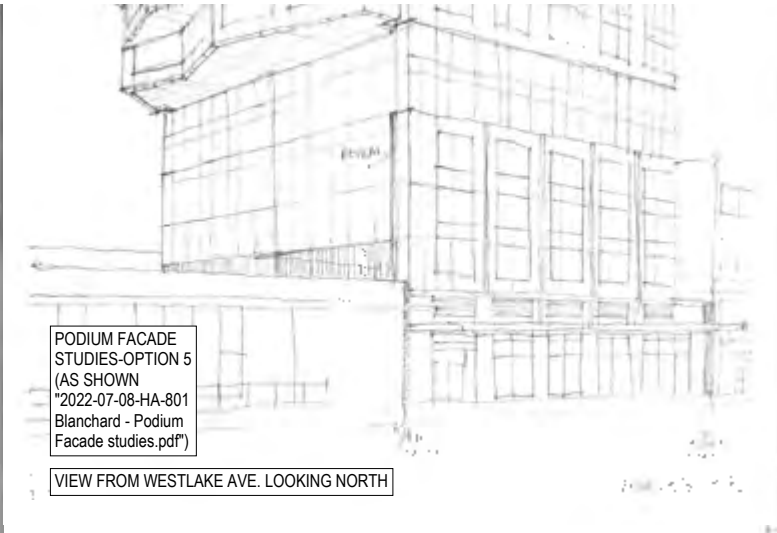 PODIUM FACADE
STUDIES-OPTION 5
(AS SHOWN
"2022-07-08-HA-801
Blanchard - Podium
Facade studies.pdf")
VIEW FROM WESTLAKE AVE. LOOKING NORTH